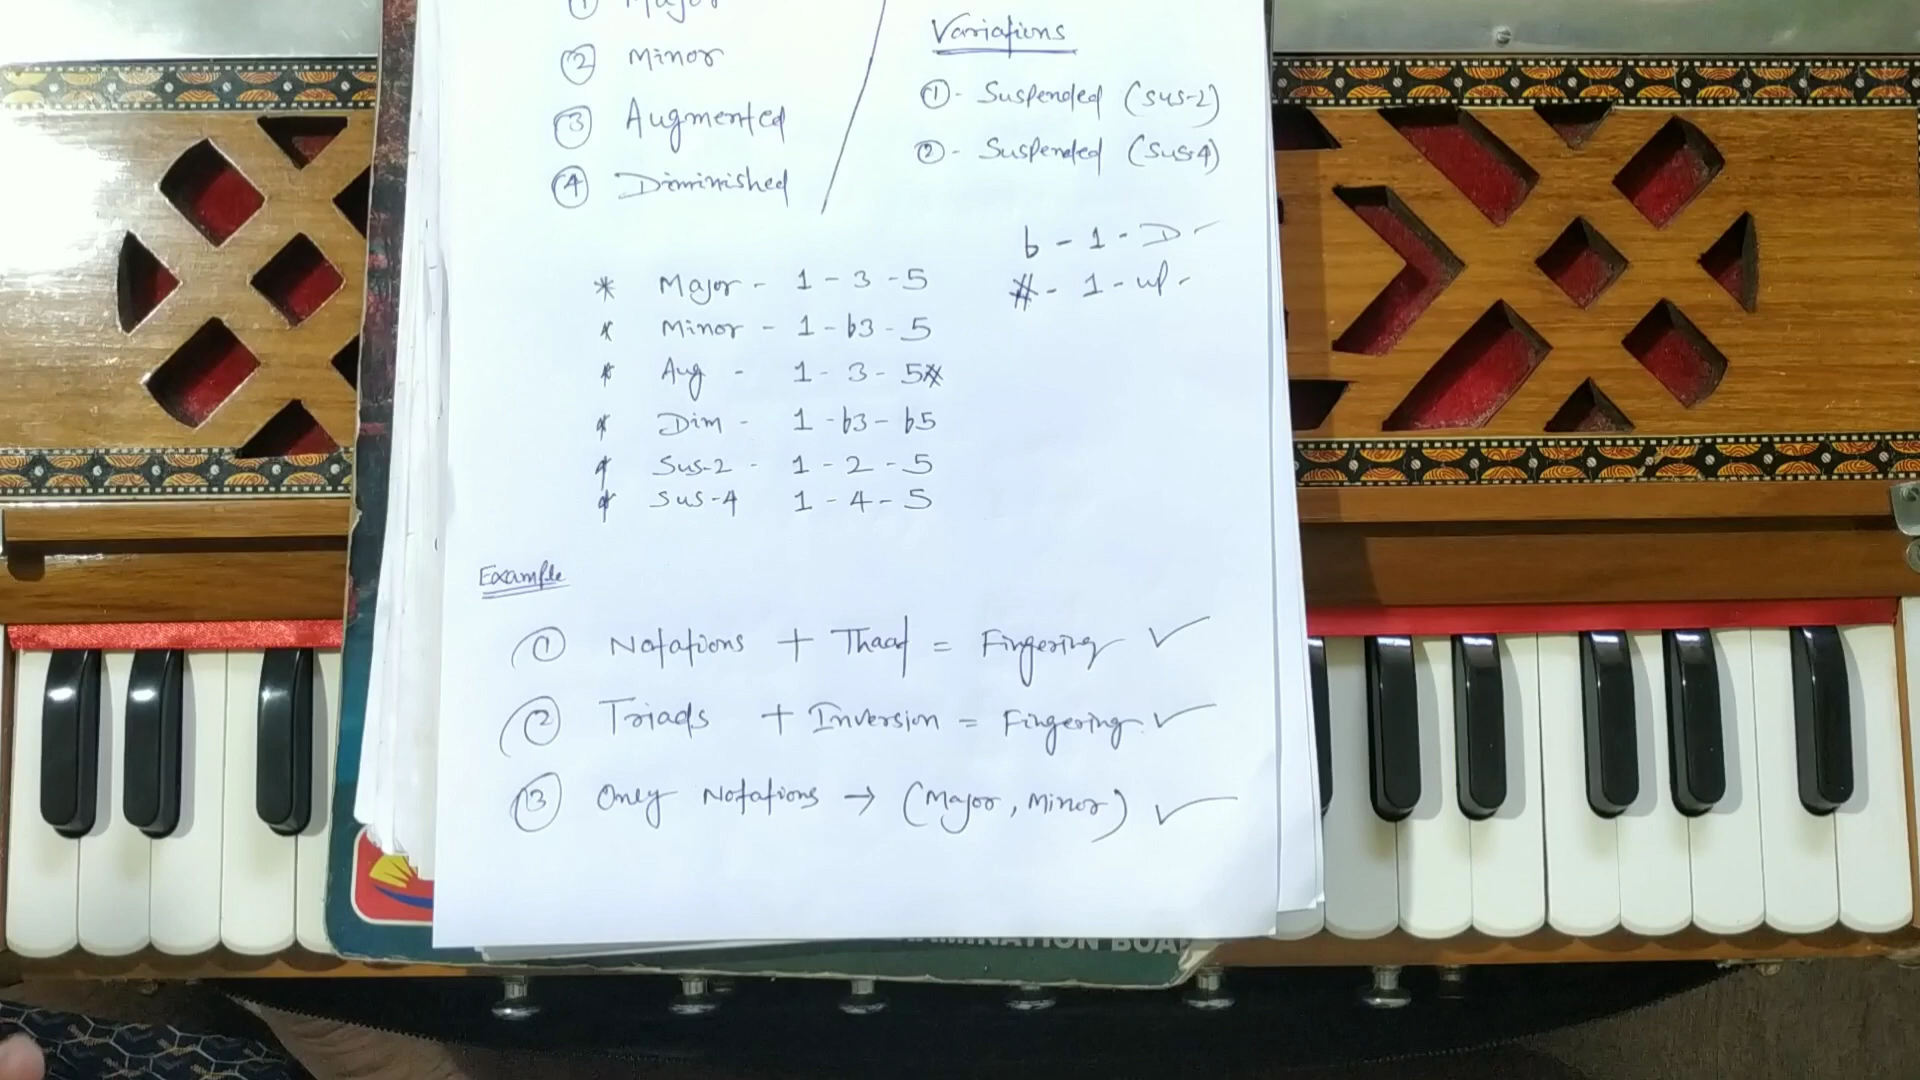 ① Major
② Minor
③ Augmented
④ Diminished
Variations
① - Suspended (sus-2)
② - Suspended (sus-4)
b - 1 - D -
# - 1 - up -
* Major - 1 - 3 - 5
* Minor - 1 - b3 - 5
* Aug - 1 - 3 - 5#
* Dim - 1 - b3 - b5
* Sus-2 - 1 - 2 - 5
* Sus-4 1 - 4 - 5
Example
① Notations + Thaat = Fingering ✓
② Triads + Inversion = Fingering ✓
③ Only Notations → (Major, Minor) ✓